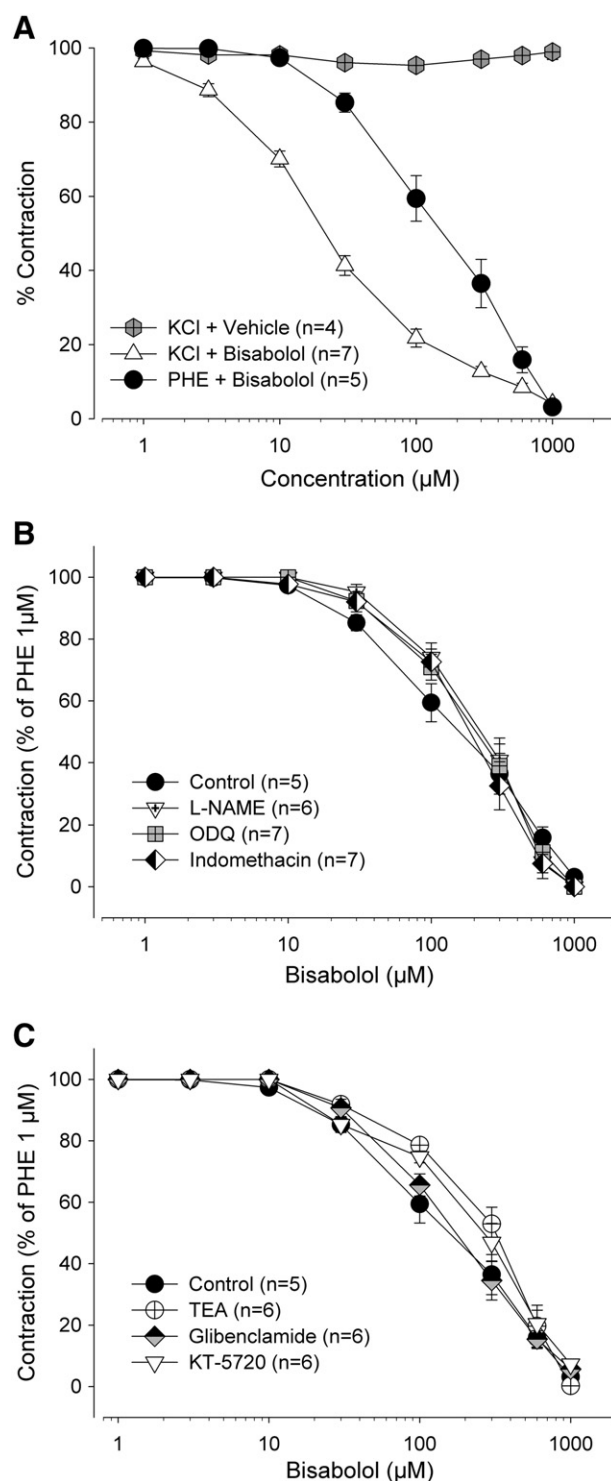 A
% Contraction
100
80
60
40
20
0
KCl + Vehicle (n=4)
KCl + Bisabolol (n=7)
PHE + Bisabolol (n=5)
1 10 100 1000
Concentration (µM)
B
Contraction (% of PHE 1µM)
100
80
60
40
20
0
Control (n=5)
L-NAME (n=6)
ODQ (n=7)
Indomethacin (n=7)
1 10 100 1000
Bisabolol (µM)
C
Contraction (% of PHE 1 µM)
100
80
60
40
20
0
Control (n=5)
TEA (n=6)
Glibenclamide (n=6)
KT-5720 (n=6)
1 10 100 1000
Bisabolol (µM)